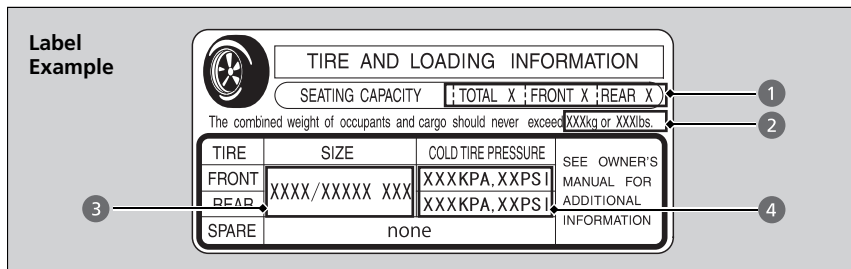 Label
Example
TIRE AND LOADING INFORMATION
SEATING CAPACITY TOTAL X FRONT X REAR X
1
The combined weight of occupants and cargo should never exceed XXXkg or XXXlbs.
2
TIRE SIZE COLD TIRE PRESSURE
SEE OWNER'S
MANUAL FOR
ADDITIONAL
INFORMATION
FRONT XXXX/XXXXX XXX XXXKPA,XXPSI
REAR XXXKPA,XXPSI
3
4
SPARE none